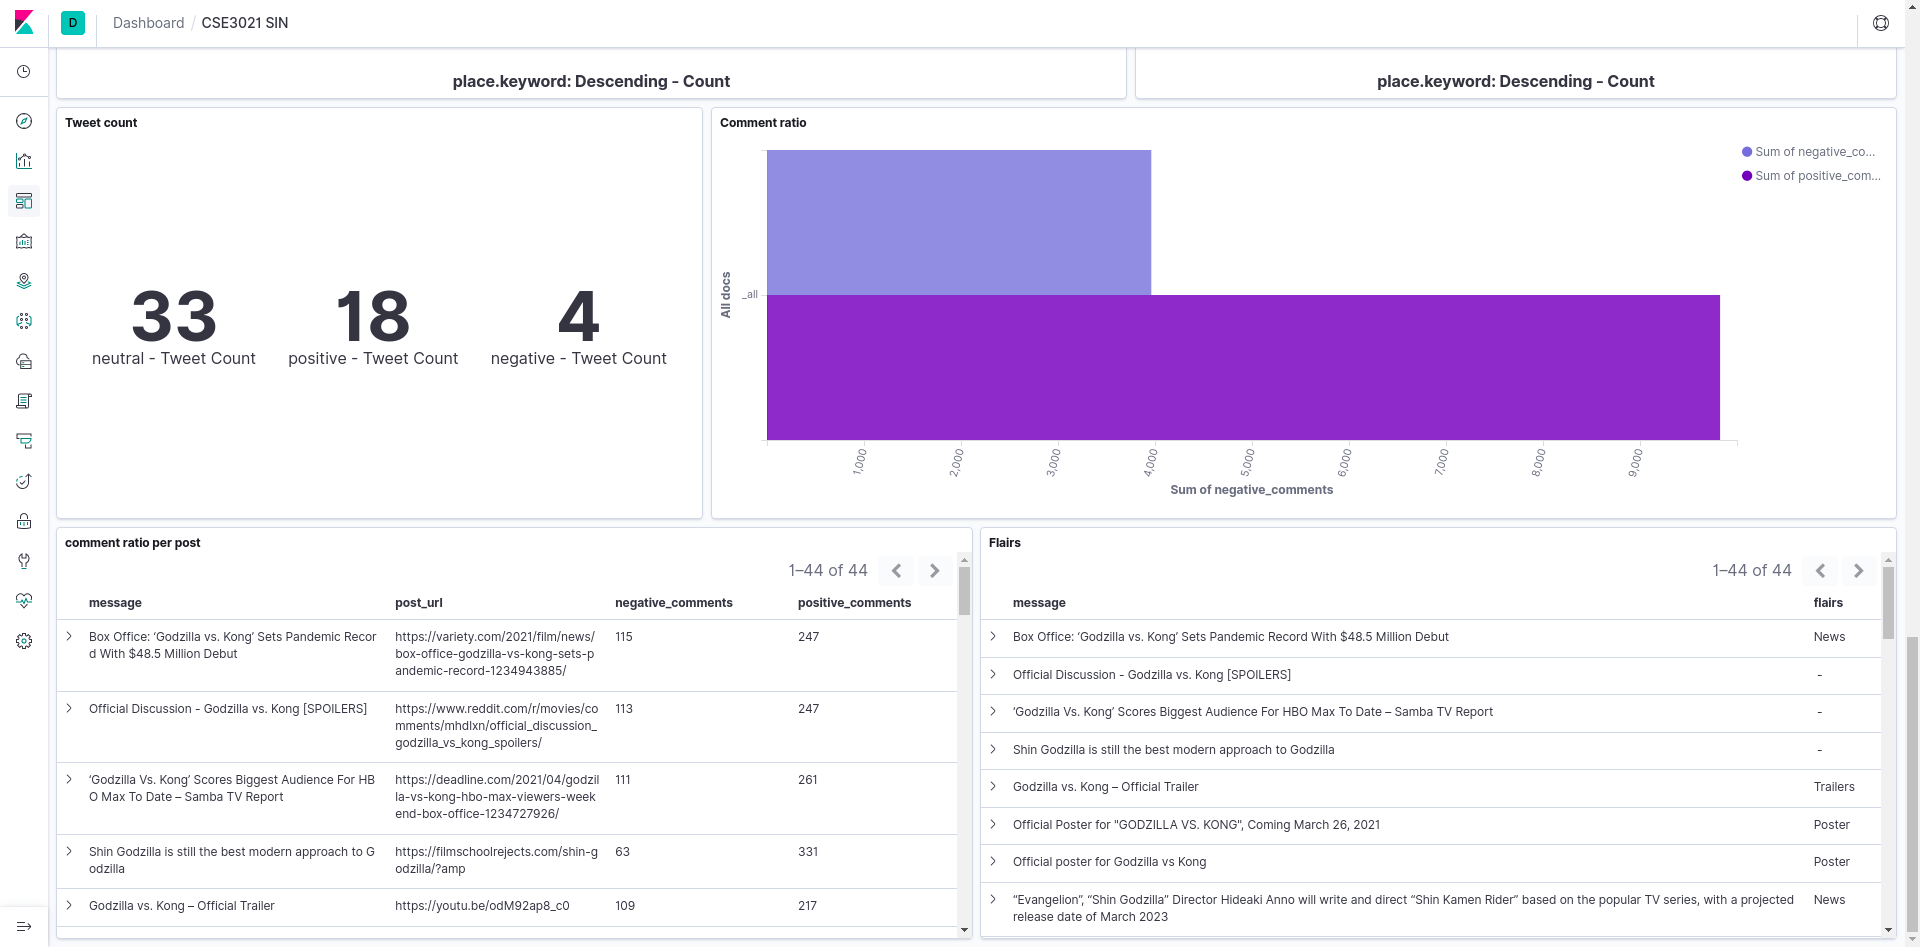 D
Dashboard / CSE3021 SIN
place.keyword: Descending - Count
place.keyword: Descending - Count
Tweet count
33
neutral - Tweet Count
18
positive - Tweet Count
4
negative - Tweet Count
Comment ratio
Sum of negative_co...
Sum of positive_com...
All docs
_all
1,000
2,000
3,000
4,000
5,000
6,000
7,000
8,000
9,000
Sum of negative_comments
comment ratio per post
1–44 of 44
message post_url negative_comments positive_comments
Box Office: ‘Godzilla vs. Kong’ Sets Pandemic Recor
d With $48.5 Million Debut
https://variety.com/2021/film/news/
box-office-godzilla-vs-kong-sets-p
andemic-record-1234943885/
115
247
Official Discussion - Godzilla vs. Kong [SPOILERS]
https://www.reddit.com/r/movies/co
mments/mhdlxn/official_discussion_
godzilla_vs_kong_spoilers/
113
247
‘Godzilla Vs. Kong’ Scores Biggest Audience For HB
O Max To Date – Samba TV Report
https://deadline.com/2021/04/godzil
la-vs-kong-hbo-max-viewers-week
end-box-office-1234727926/
111
261
Shin Godzilla is still the best modern approach to G
odzilla
https://filmschoolrejects.com/shin-g
odzilla/?amp
63
331
Godzilla vs. Kong – Official Trailer
https://youtu.be/odM92ap8_c0
109
217
Flairs
1–44 of 44
message flairs
Box Office: ‘Godzilla vs. Kong’ Sets Pandemic Record With $48.5 Million Debut News
Official Discussion - Godzilla vs. Kong [SPOILERS] -
‘Godzilla Vs. Kong’ Scores Biggest Audience For HBO Max To Date – Samba TV Report -
Shin Godzilla is still the best modern approach to Godzilla -
Godzilla vs. Kong – Official Trailer Trailers
Official Poster for "GODZILLA VS. KONG", Coming March 26, 2021 Poster
Official poster for Godzilla vs Kong Poster
“Evangelion”, “Shin Godzilla” Director Hideaki Anno will write and direct “Shin Kamen Rider” based on the popular TV series, with a projected News
release date of March 2023